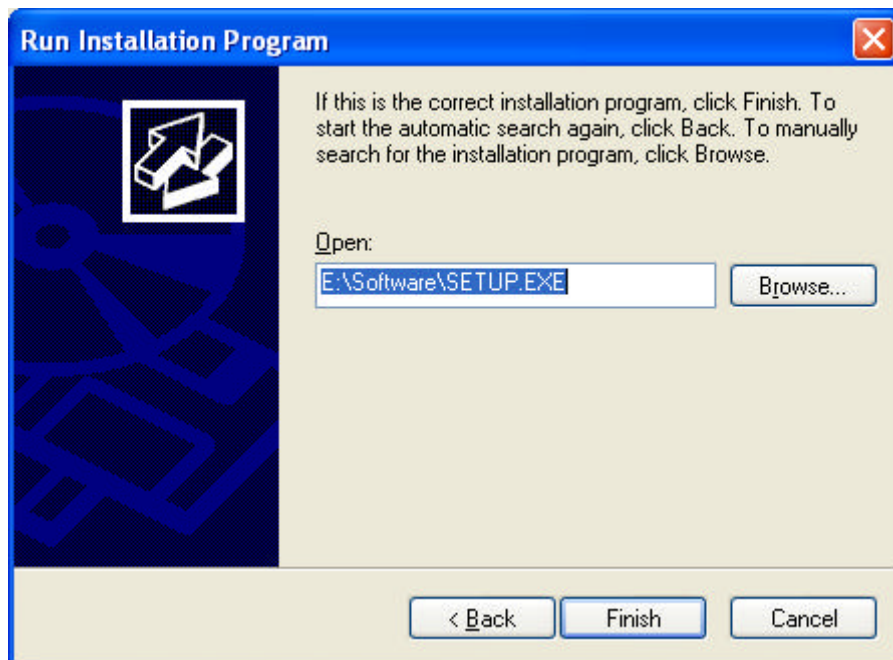 Run Installation Program
If this is the correct installation program, click Finish. To
start the automatic search again, click Back. To manually
search for the installation program, click Browse.
Open:
E:\Software\SETUP.EXE
Browse...
< Back
Finish
Cancel